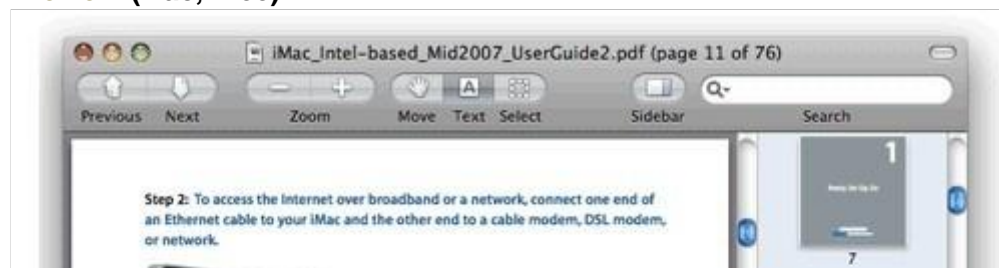 iMac_Intel-based_Mid2007_UserGuide2.pdf (page 11 of 76)
Previous Next Zoom Move Text Select Sidebar Search
1
Step 2: To access the Internet over broadband or a network, connect one end of
an Ethernet cable to your iMac and the other end to a cable modem, DSL modem,
or network.
7